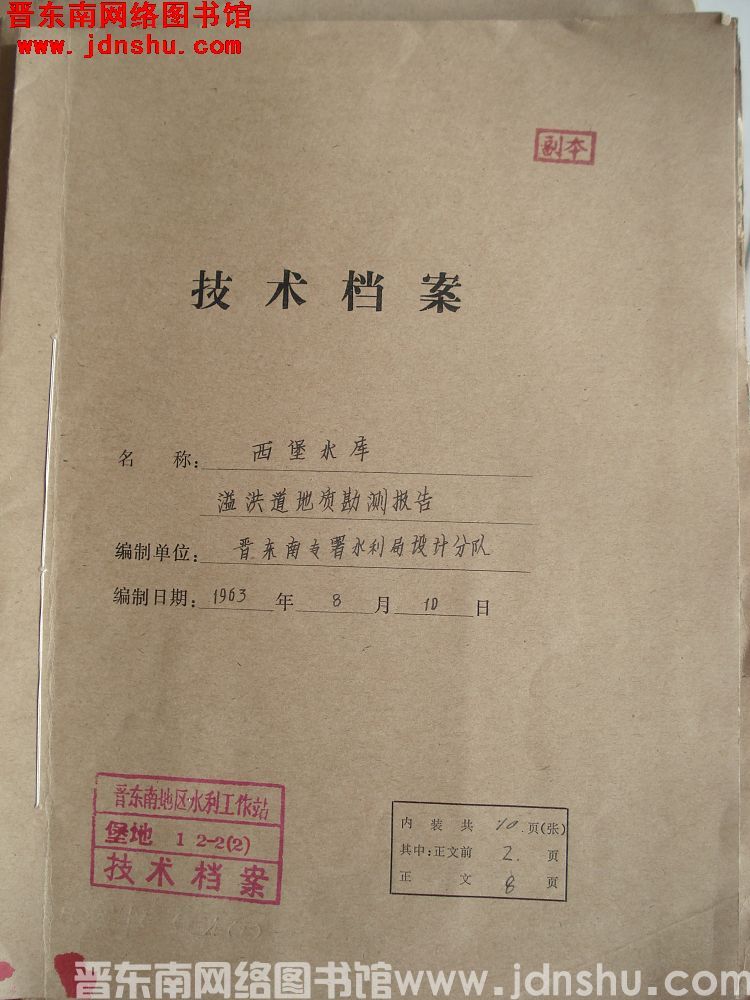 晋东南网络图书馆
www.jdnshu.com
副本
技术档案
名 称: 西堡水库
溢洪道地质勘测报告
编制单位: 晋东南专署水利局设计分队
编制日期: 1963 年 8 月 10 日
晋东南地区水利工作站
堡地 1 2-2(2)
技术档案
内装共 10. 页(张)
其中:正文前 2. 页
正 文 8 页
晋东南网络图书馆www.jdnshu.com